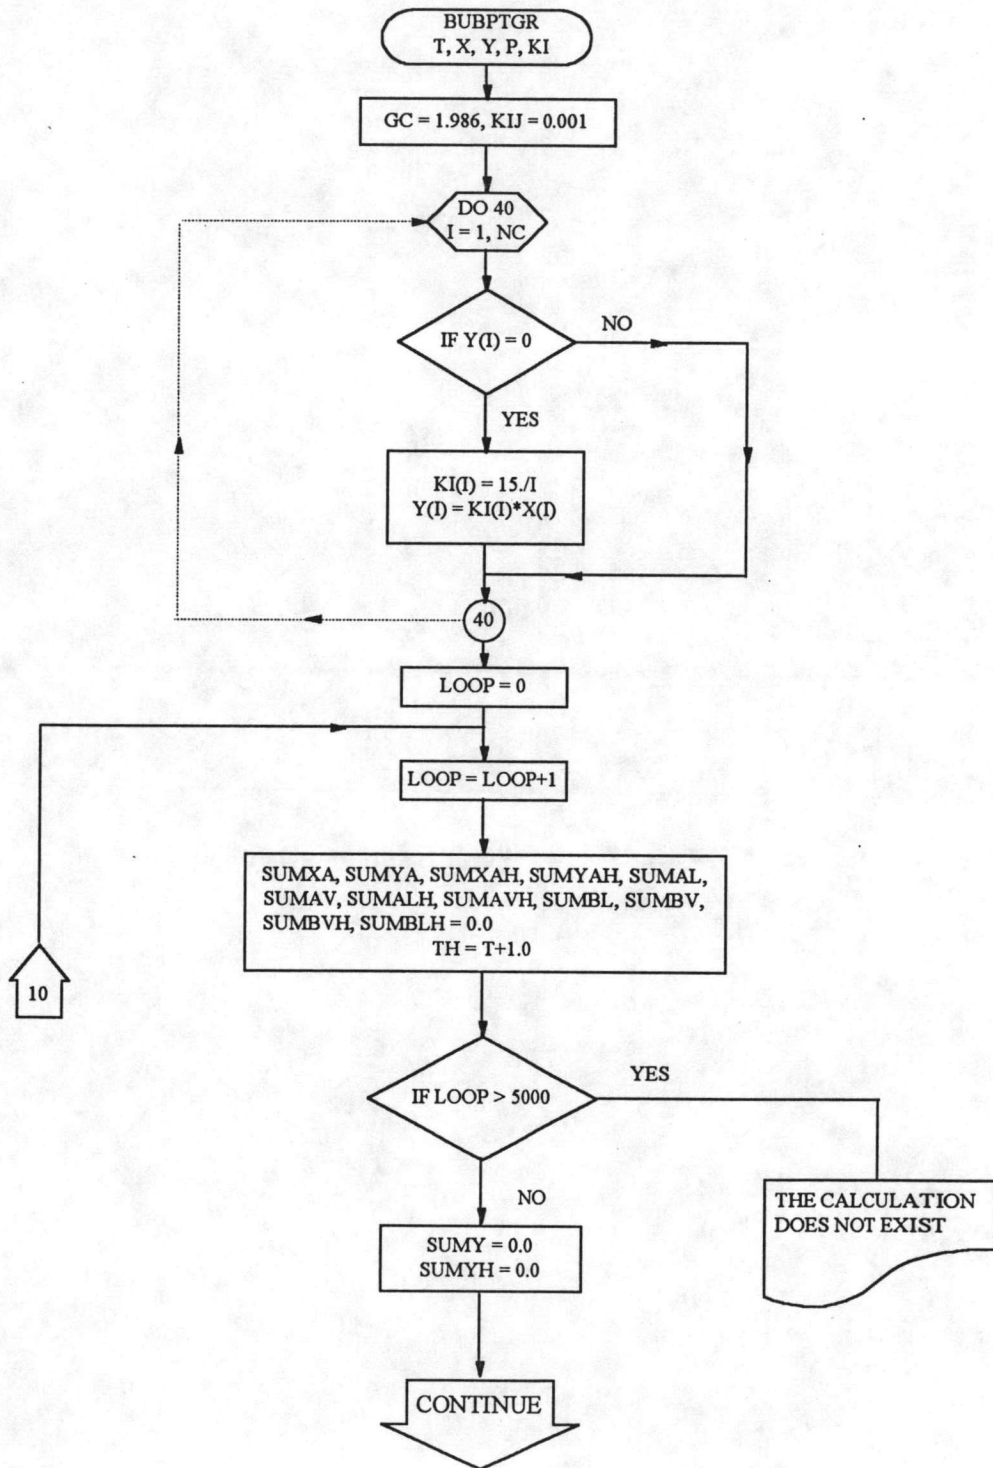 BUBPTGR
T, X, Y, P, KI
GC = 1.986, KIJ = 0.001
DO 40
I = 1, NC
IF Y(I) = 0
NO
YES
KI(I) = 15./I
Y(I) = KI(I)*X(I)
40
LOOP = 0
LOOP = LOOP+1
SUMXA, SUMYA, SUMXAH, SUMYAH, SUMAL,
SUMAV, SUMALH, SUMAVH, SUMBL, SUMBV,
SUMBVH, SUMBLH = 0.0
TH = T+1.0
10
IF LOOP > 5000
YES
NO
THE CALCULATION
DOES NOT EXIST
SUMY = 0.0
SUMYH = 0.0
CONTINUE